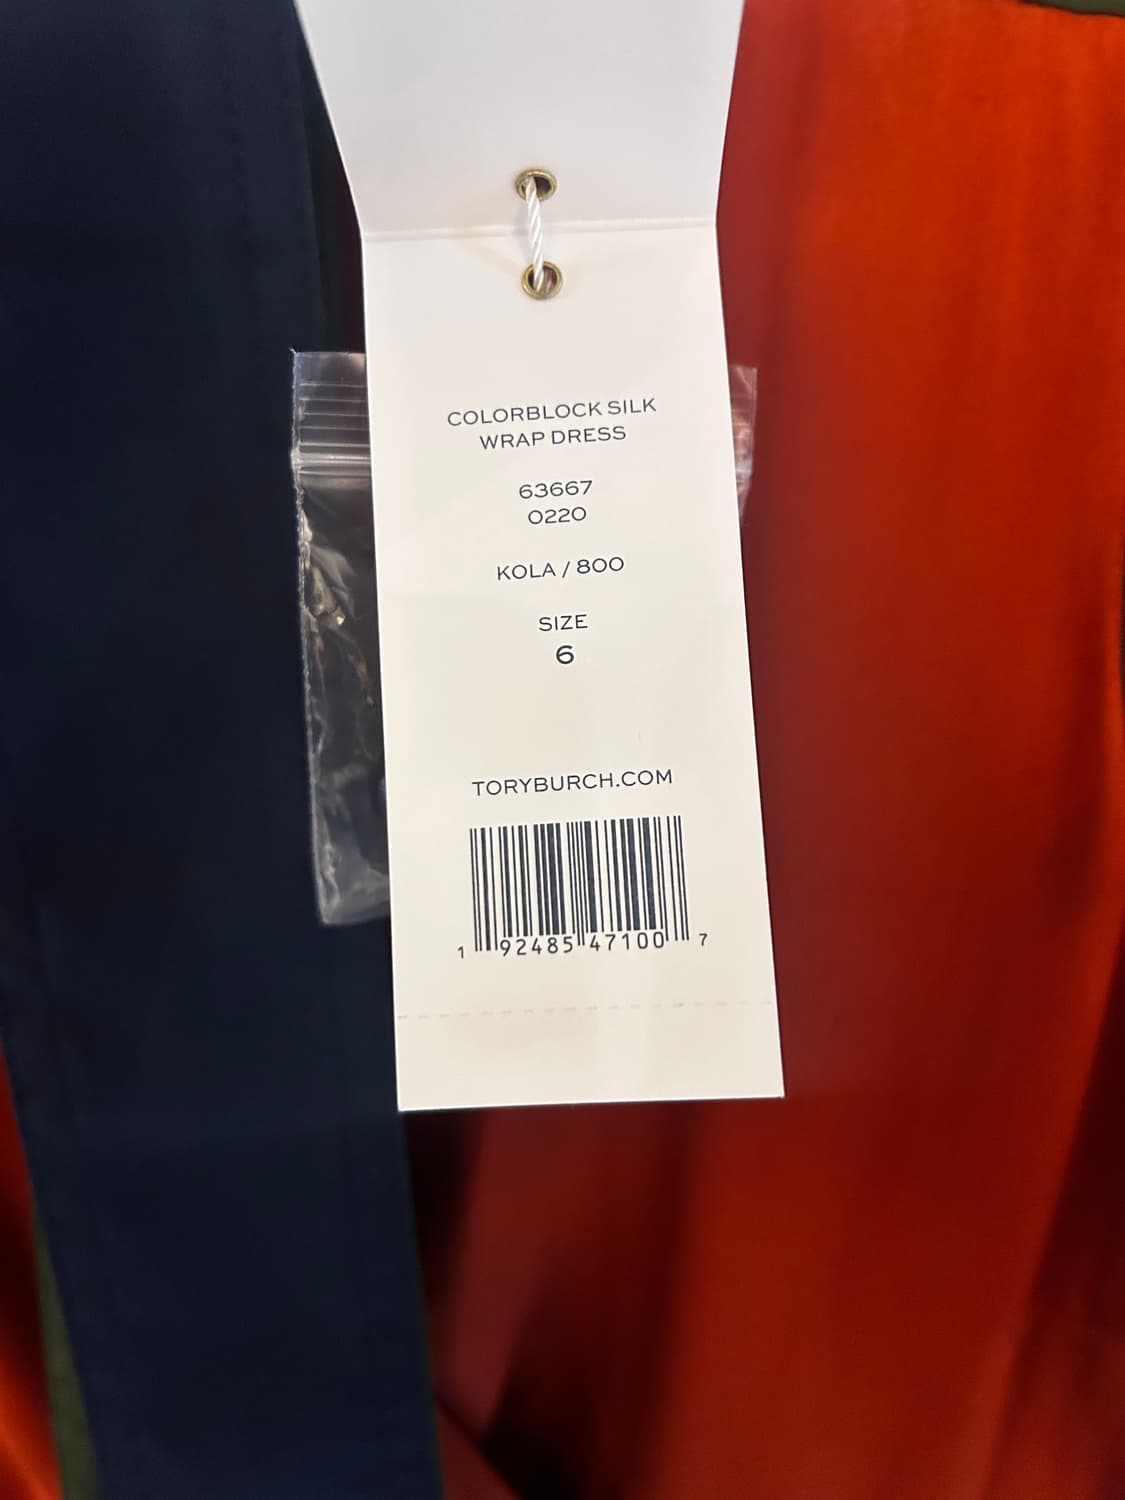 COLORBLOCK SILK
WRAP DRESS
63667
0220
KOLA / 800
SIZE
6
TORYBURCH.COM
1 92485 47100 7